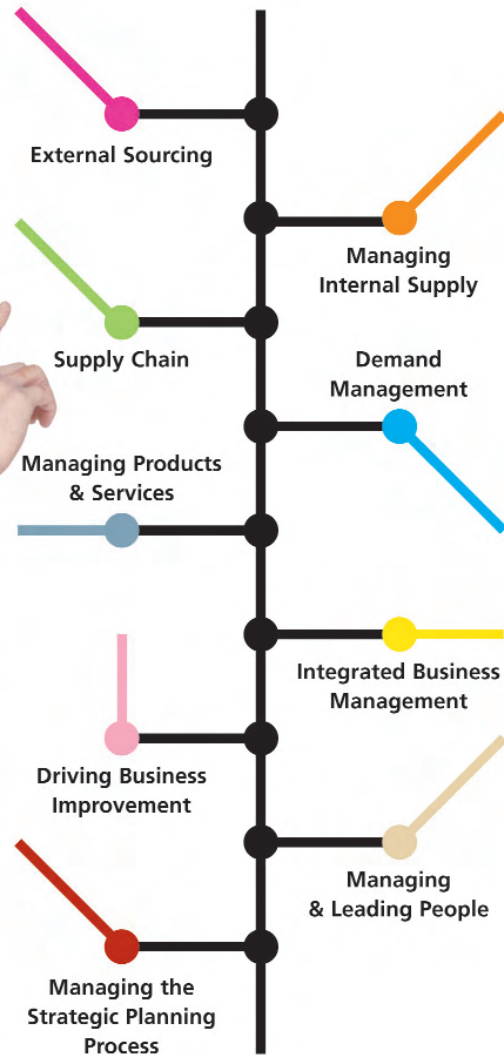 External Sourcing
Managing
Internal Supply
Supply Chain
Demand
Management
Managing Products
& Services
Integrated Business
Management
Driving Business
Improvement
Managing
& Leading People
Managing the
Strategic Planning
Process